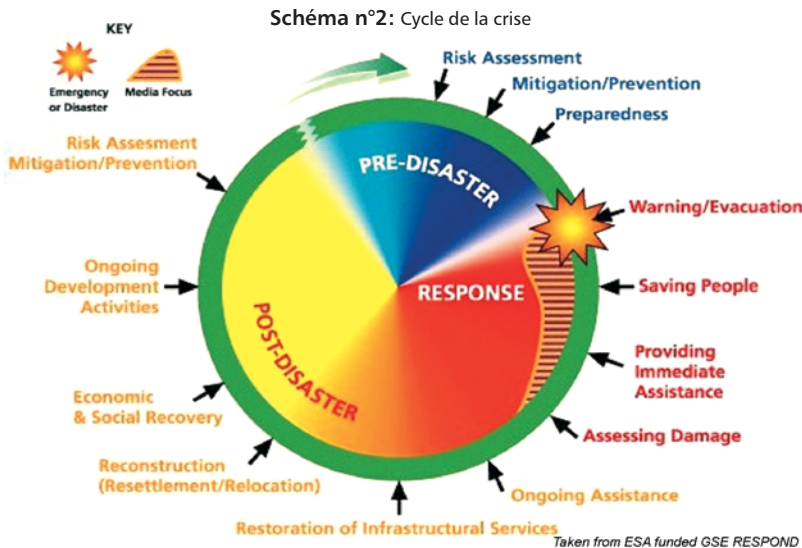 Schéma n°2: Cycle de la crise
KEY
Emergency
or Disaster
Media Focus
Risk Assessment
Mitigation/Prevention
Preparedness
PRE-DISASTER
Warning/Evacuation
RESPONSE
Saving People
Providing
Immediate
Assistance
Assessing Damage
Ongoing Assistance
Restoration of Infrastructural Services
Reconstruction
(Resettlement/Relocation)
Economic
& Social Recovery
POST-DISASTER
Ongoing
Development
Activities
Risk Assesment
Mitigation/Prevention
Taken from ESA funded GSE RESPOND